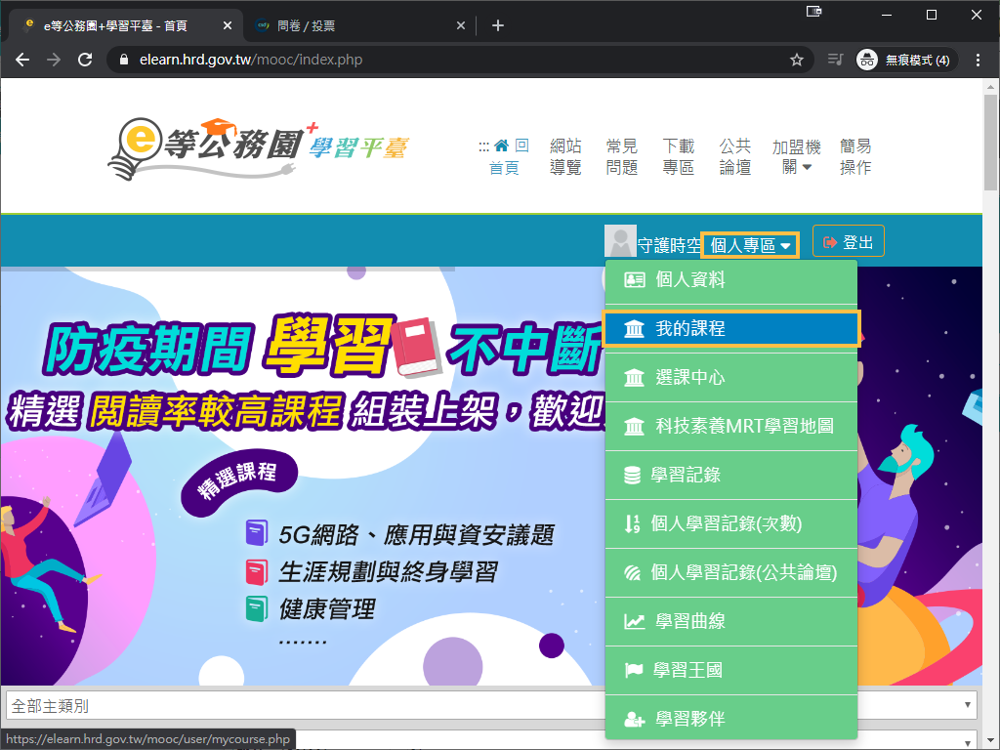 e等公務園+學習平臺 - 首頁
問卷 / 投票
elearn.hrd.gov.tw/mooc/index.php
無痕模式 (4)
e等公務園+學習平臺
::: 回首頁
網站導覽
常見問題
下載專區
公共論壇
加盟機關
簡易操作
守護時空
個人專區
登出
個人資料
我的課程
選課中心
科技素養MRT學習地圖
學習記錄
個人學習記錄(次數)
個人學習記錄(公共論壇)
學習曲線
學習王國
學習夥伴
防疫期間 學習 不中斷
精選 閱讀率較高課程 組裝上架，歡迎
精選課程
5G網路、應用與資安議題
生涯規劃與終身學習
健康管理
.......
全部主類別
https://elearn.hrd.gov.tw/mooc/user/mycourse.php